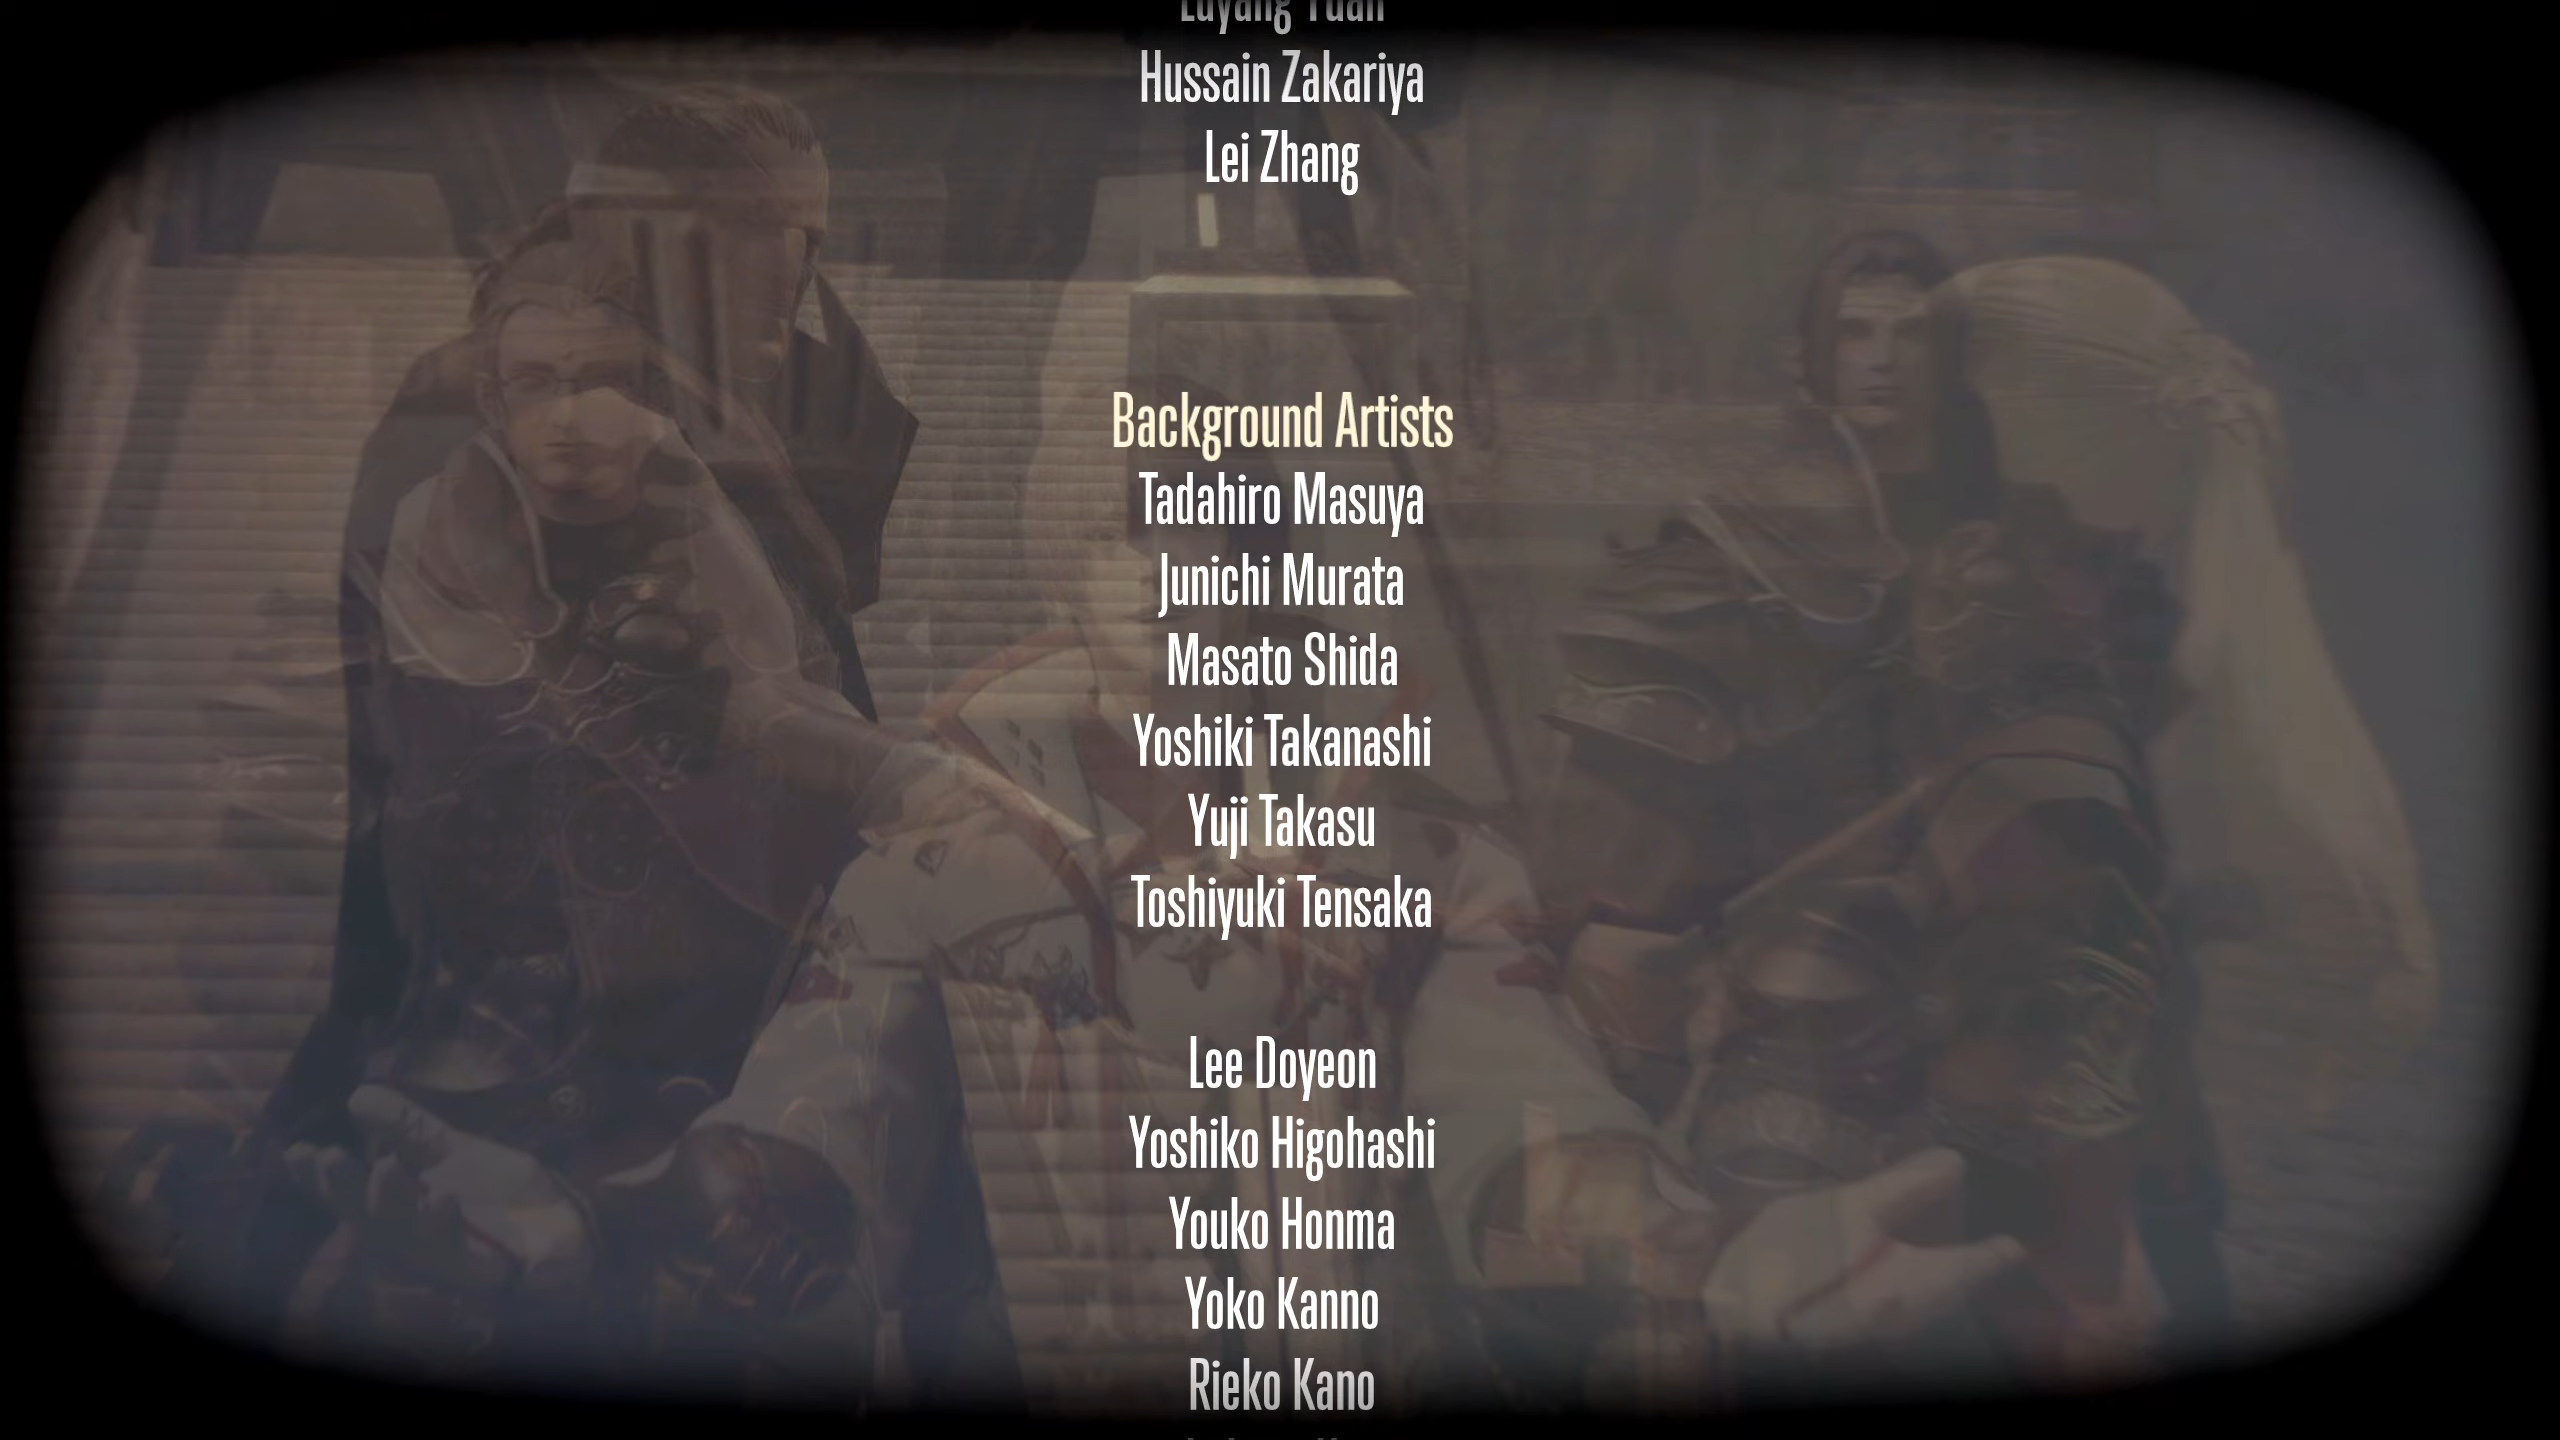 Hussain Zakariya
Lei Zhang
Background Artists
Tadahiro Masuya
Junichi Murata
Masato Shida
Yoshiki Takanashi
Yuji Takasu
Toshiyuki Tensaka
Lee Doyeon
Yoshiko Higohashi
Youko Honma
Yoko Kanno
Rieko Kano